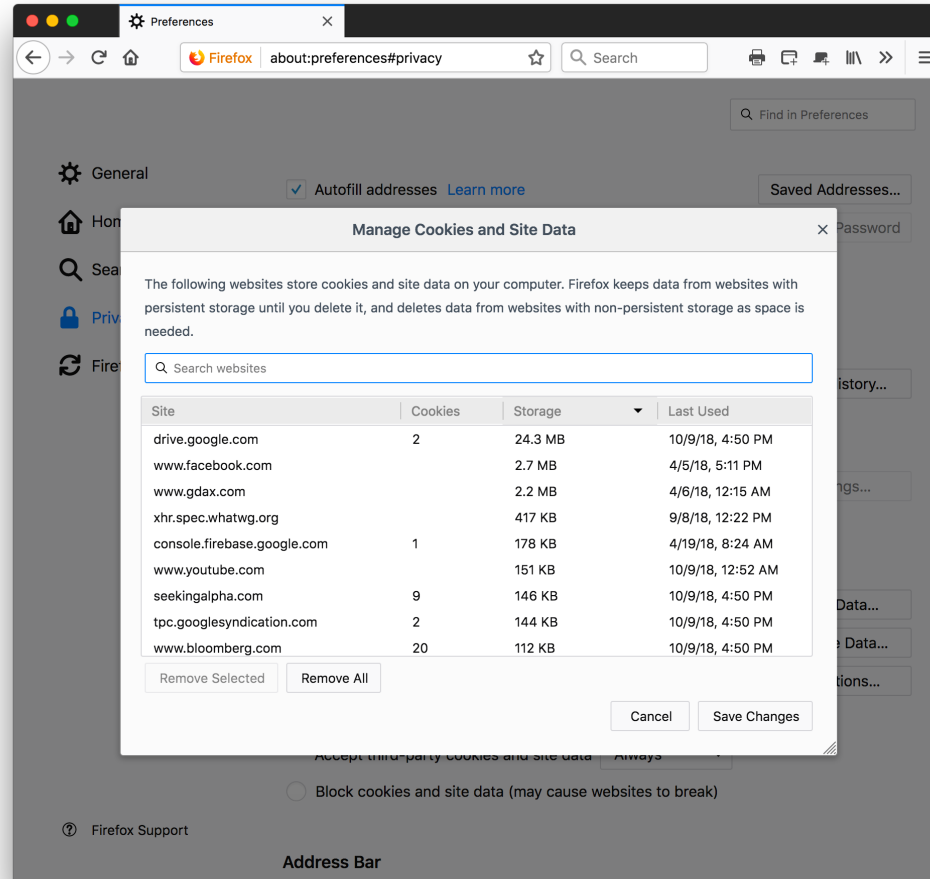 Preferences
Firefox about:preferences#privacy Search
Find in Preferences
General
Autofill addresses Learn more Saved Addresses...
Manage Cookies and Site Data
Password
The following websites store cookies and site data on your computer. Firefox keeps data from websites with
persistent storage until you delete it, and deletes data from websites with non-persistent storage as space is
needed.
Search websites
Site Cookies Storage Last Used
drive.google.com 2 24.3 MB 10/9/18, 4:50 PM
www.facebook.com 2.7 MB 4/5/18, 5:11 PM
www.gdax.com 2.2 MB 4/6/18, 12:15 AM
xhr.spec.whatwg.org 417 KB 9/8/18, 12:22 PM
console.firebase.google.com 1 178 KB 4/19/18, 8:24 AM
www.youtube.com 151 KB 10/9/18, 12:52 AM
seekingalpha.com 9 146 KB 10/9/18, 4:50 PM
Data...
tpc.googlesyndication.com 2 144 KB 10/9/18, 4:50 PM
www.bloomberg.com 20 112 KB 10/9/18, 4:50 PM
Data...
Remove Selected Remove All
Cancel Save Changes
Accept third-party cookies and site data Always
Block cookies and site data (may cause websites to break)
Firefox Support
Address Bar